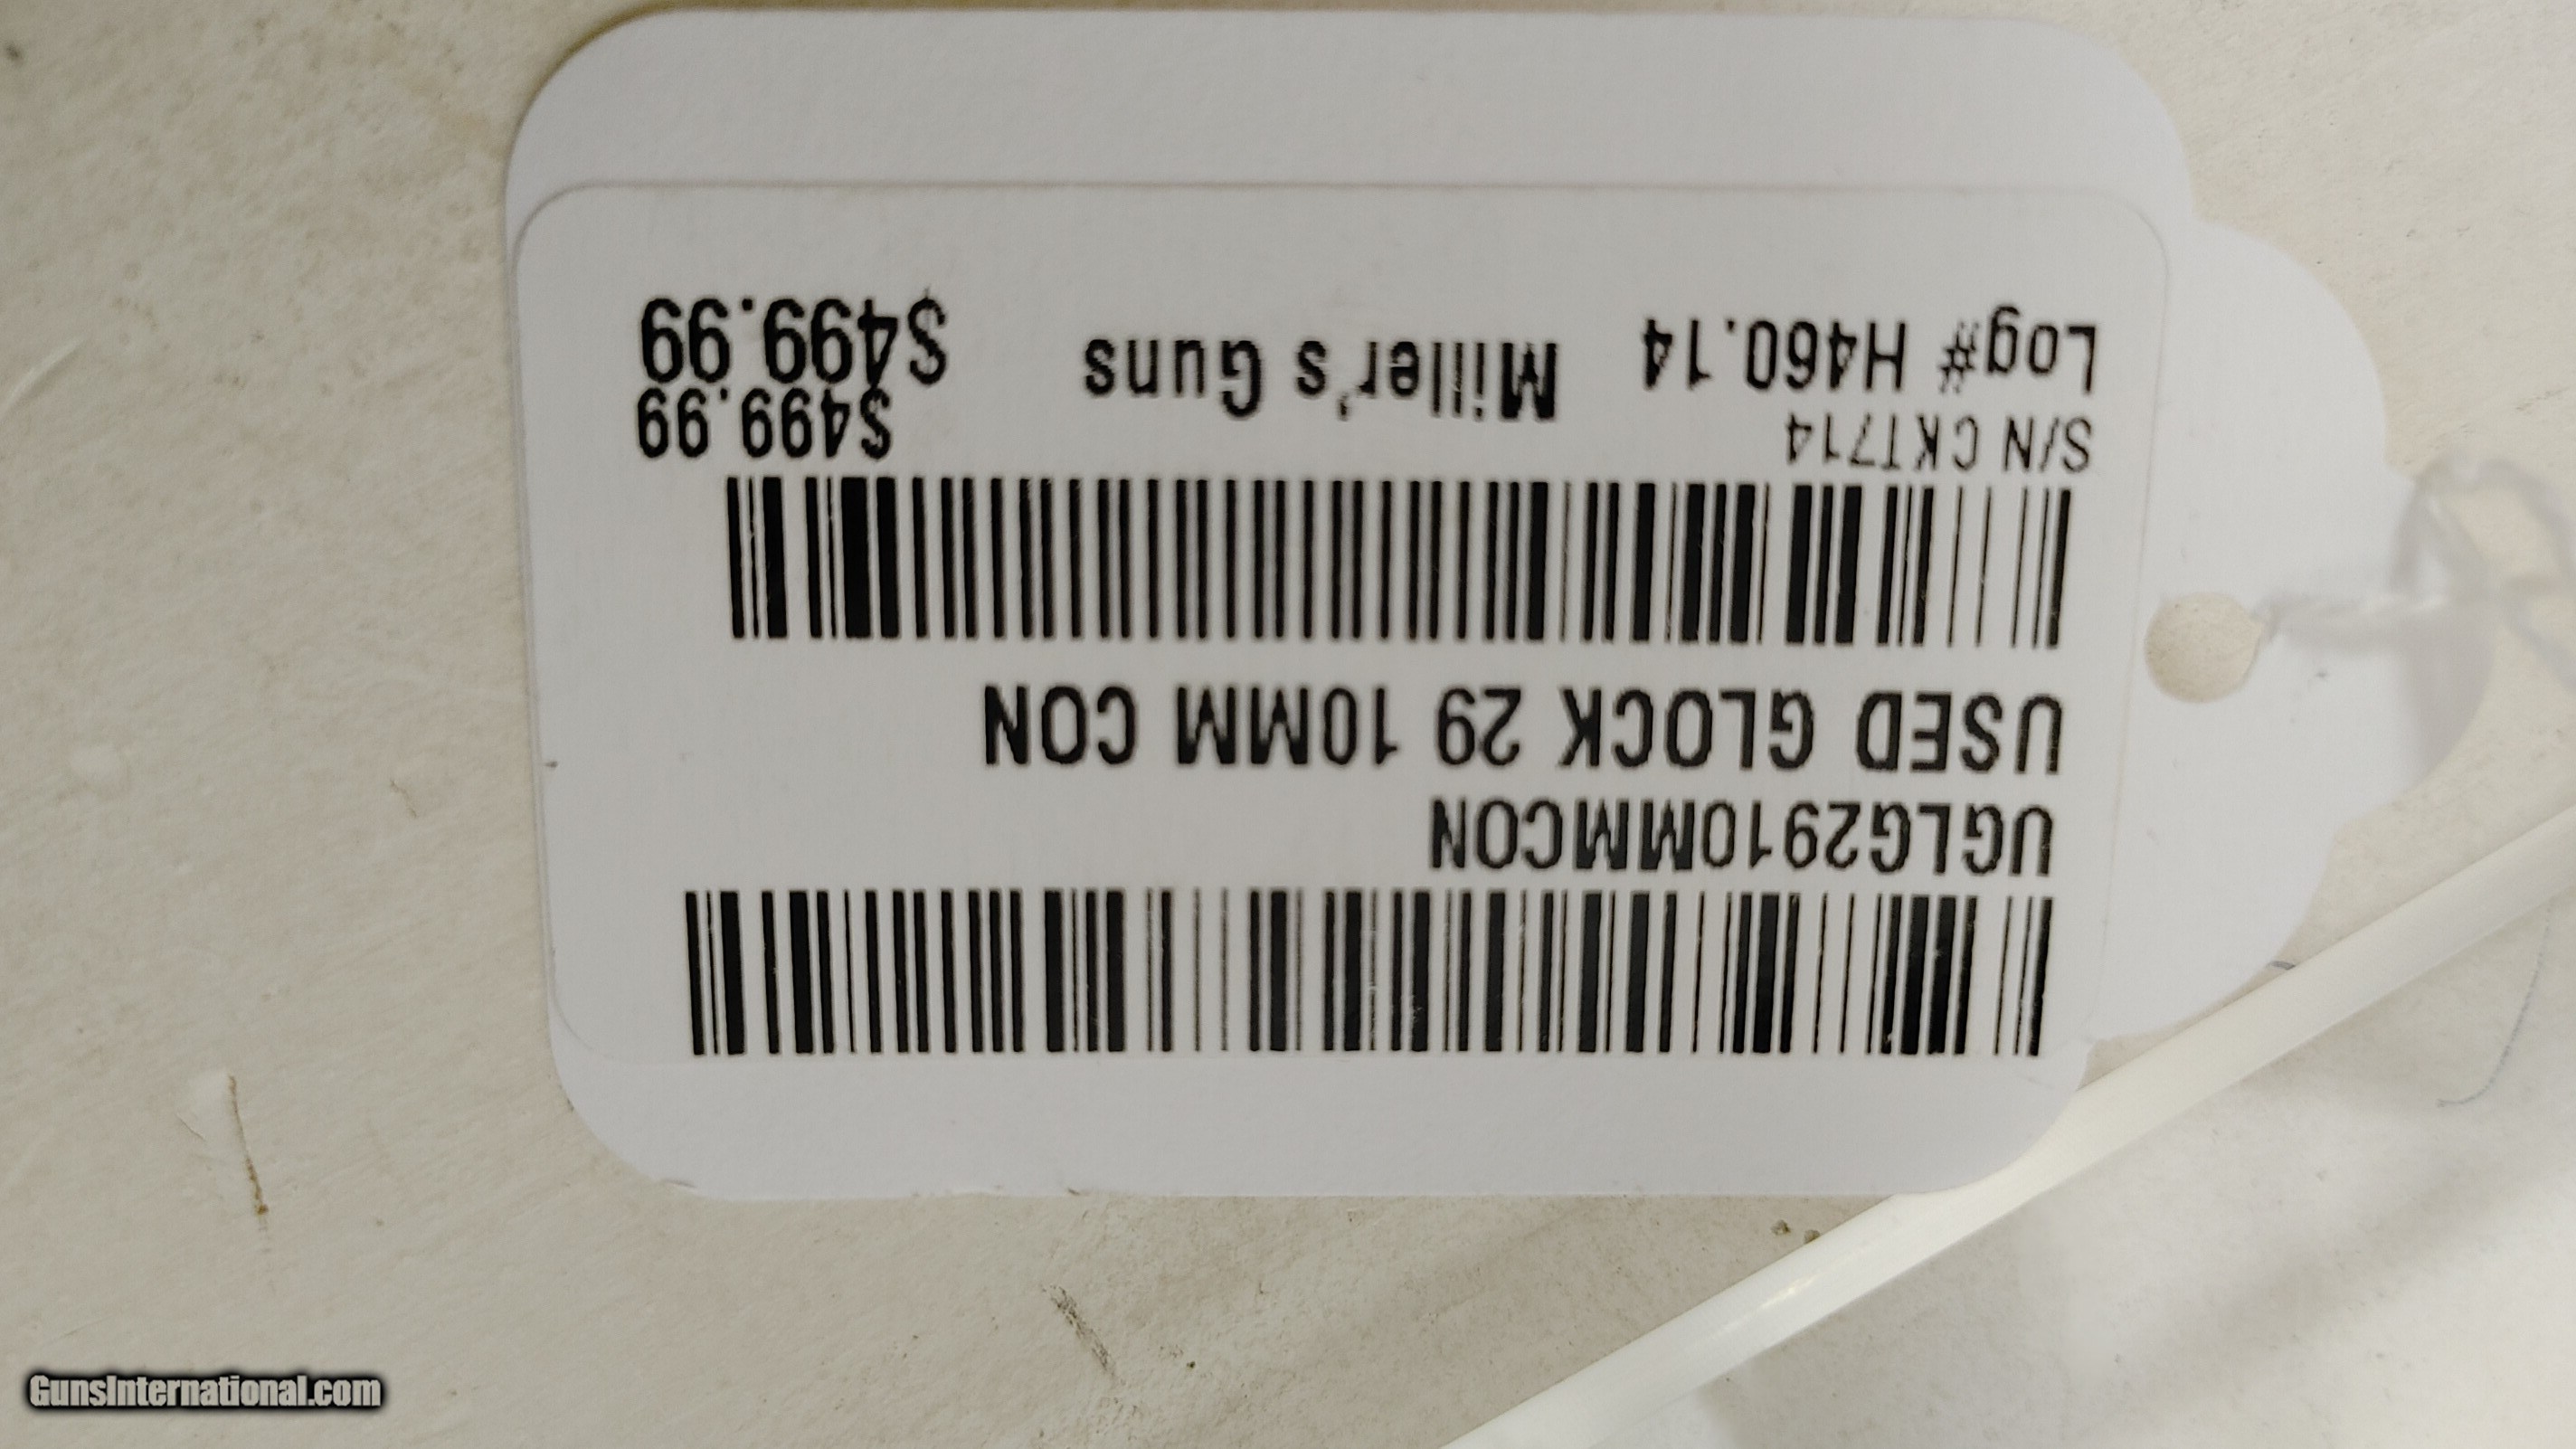 UGLG2910MMCON
USED GLOCK 29 10MM CON
S/N CKT714
$499.99
Log# H460.14
Miller's Guns
$499.99
GunsInternational.com